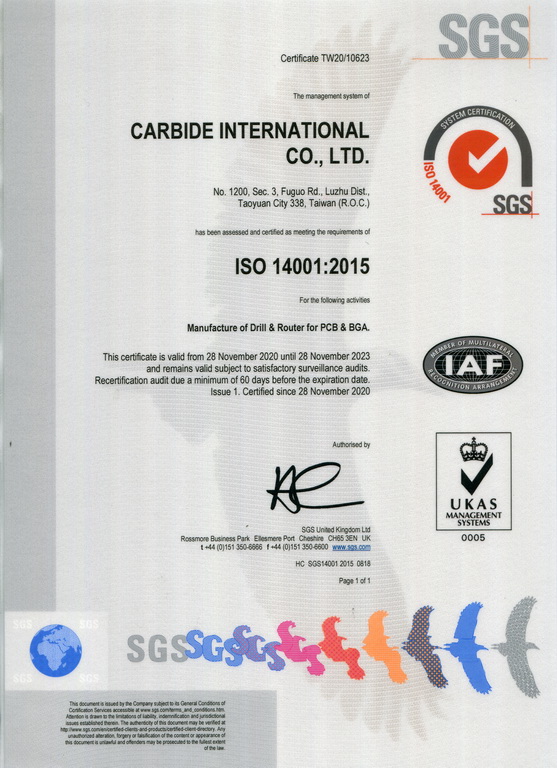 SGS
Certificate TW20/10623
The management system of
CARBIDE INTERNATIONAL
CO., LTD.
SYSTEM CERTIFICATION
ISO 14001
SGS
No. 1200, Sec. 3, Fuguo Rd., Luzhu Dist.,
Taoyuan City 338, Taiwan (R.O.C.)
has been assessed and certified as meeting the requirements of
ISO 14001:2015
For the following activities
Manufacture of Drill & Router for PCB & BGA.
This certificate is valid from 28 November 2020 until 28 November 2023
and remains valid subject to satisfactory surveillance audits.
Recertification audit due a minimum of 60 days before the expiration date.
Issue 1. Certified since 28 November 2020
MEMBER OF MULTILATERAL
IAF
RECOGNITION ARRANGEMENT
Authorised by
UKAS
MANAGEMENT
SYSTEMS
0005
SGS United Kingdom Ltd
Rossmore Business Park Ellesmere Port Cheshire CH65 3EN UK
t +44 (0)151 350-6666 f +44 (0)151 350-6600 www.sgs.com
HC SGS14001 2015 0818
Page 1 of 1
SGS SGS
SGS SGS
SGSSGSSGSSGS
This document is issued by the Company subject to its General Conditions of
Certification Services accessible at www.sgs.com/terms_and_conditions.htm.
Attention is drawn to the limitations of liability, indemnification and jurisdictional
issues established therein. The authenticity of this document may be verified at
http://www.sgs.com/en/certified-clients-and-products/certified-client-directory. Any
unauthorized alteration, forgery or falsification of the content or appearance of
this document is unlawful and offenders may be prosecuted to the fullest extent
of the law.